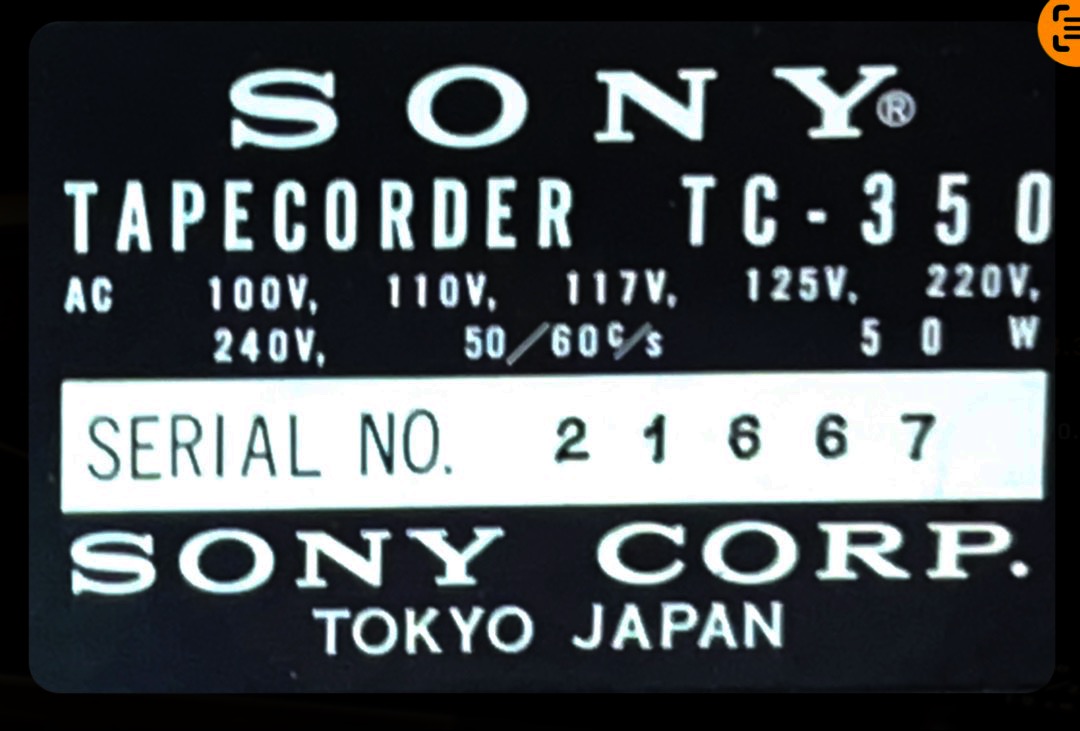 SONY®
TAPECORDER TC-350
AC 100V, 110V, 117V, 125V, 220V,
240V, 50/60c/s 50 W
SERIAL NO. 21667
SONY CORP.
TOKYO JAPAN